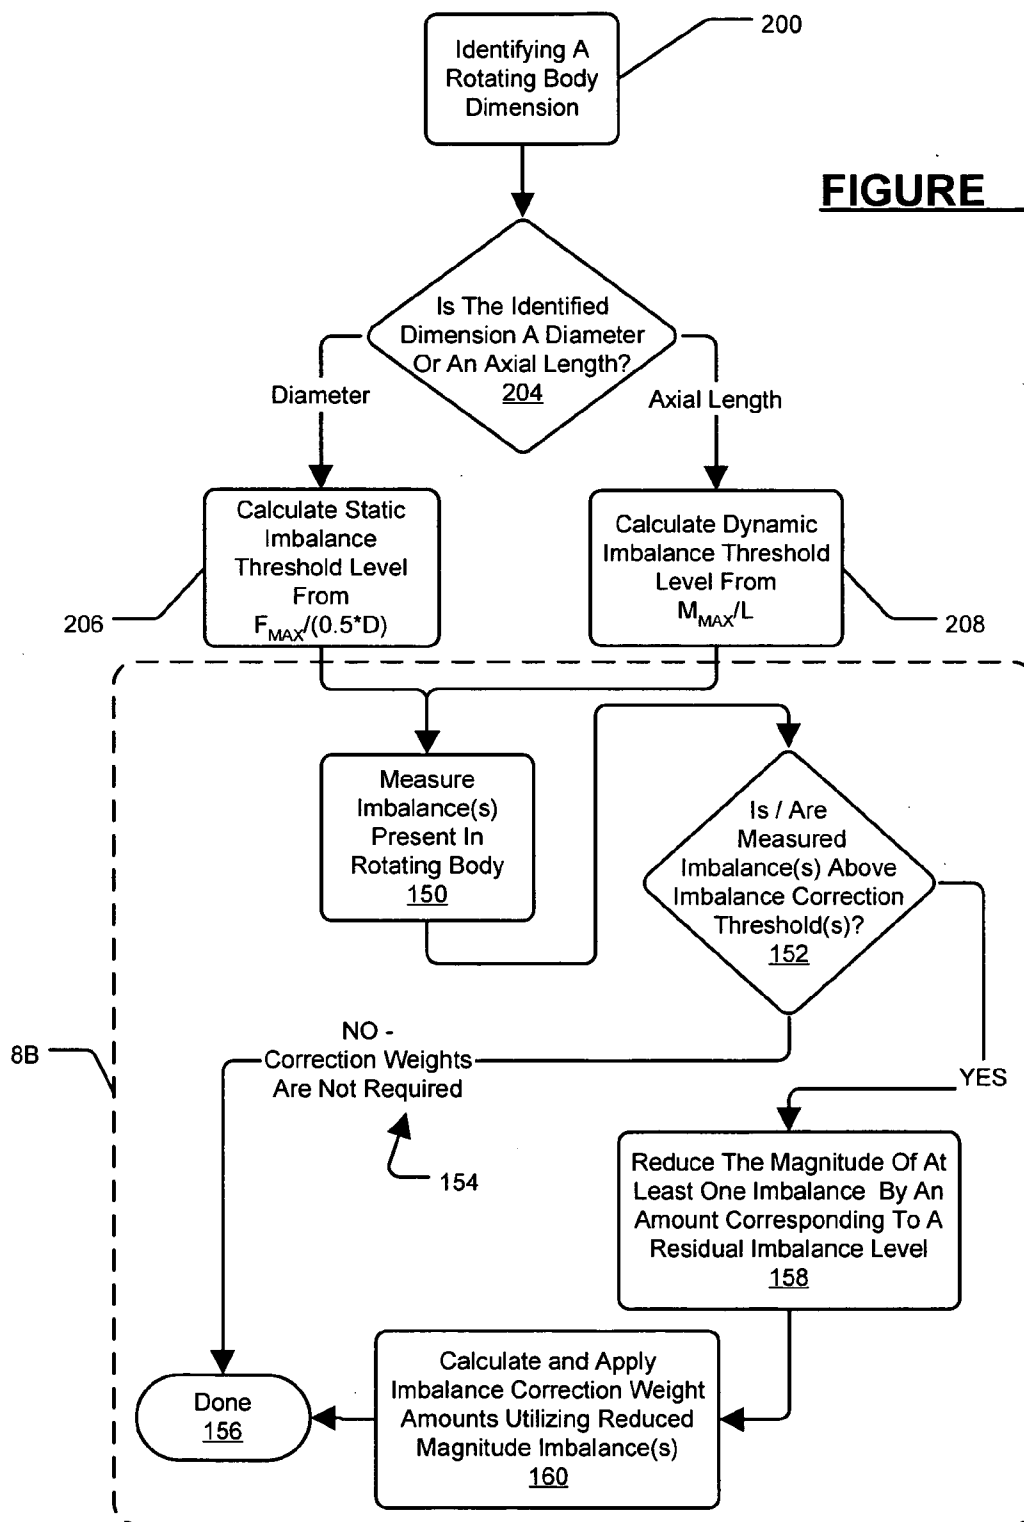 Identifying A
Rotating Body
Dimension
200
FIGURE
Is The Identified
Dimension A Diameter
Or An Axial Length?
204
Diameter
Axial Length
Calculate Static
Imbalance
Threshold Level
From
FMAX/(0.5*D)
206
Calculate Dynamic
Imbalance Threshold
Level From
MMAX/L
208
Measure
Imbalance(s)
Present In
Rotating Body
150
Is / Are
Measured
Imbalance(s) Above
Imbalance Correction
Threshold(s)?
152
8B
NO -
Correction Weights
Are Not Required
154
YES
Reduce The Magnitude Of At
Least One Imbalance By An
Amount Corresponding To A
Residual Imbalance Level
158
Calculate and Apply
Imbalance Correction Weight
Amounts Utilizing Reduced
Magnitude Imbalance(s)
160
Done
156